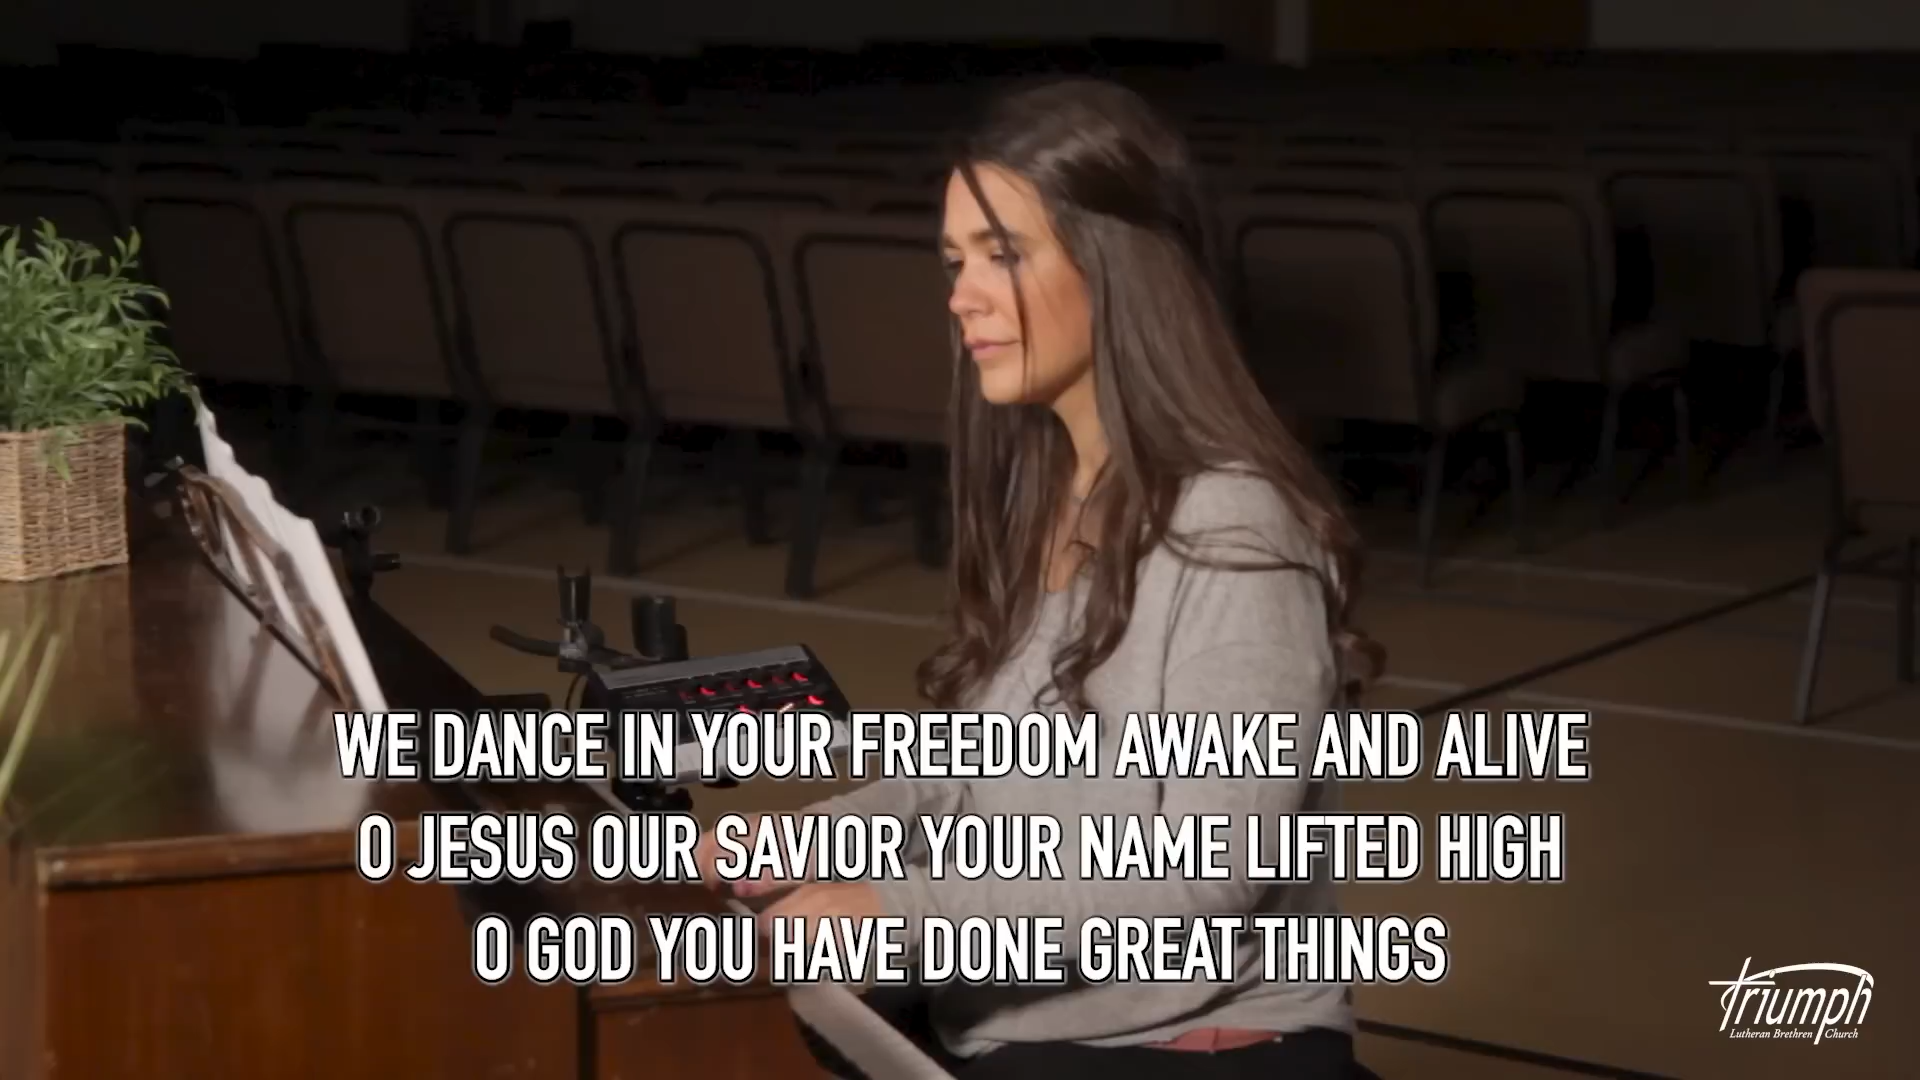 WE DANCE IN YOUR FREEDOM AWAKE AND ALIVE
O JESUS OUR SAVIOR YOUR NAME LIFTED HIGH
O GOD YOU HAVE DONE GREAT THINGS
triumph
Lutheran Brethren Church